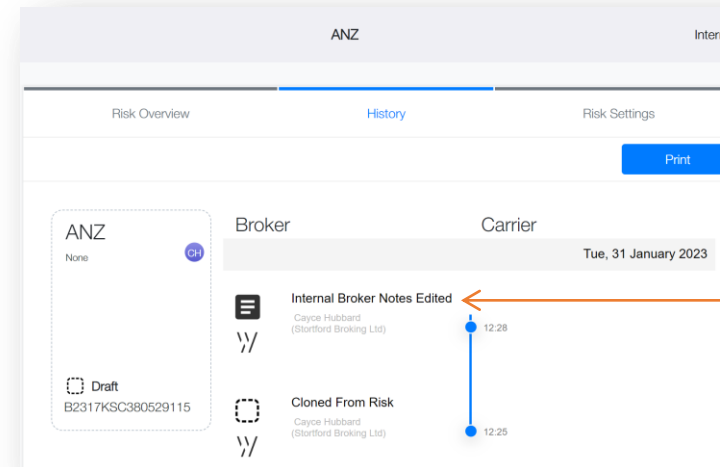 ANZ
Inter
Risk Overview
History
Risk Settings
Print
ANZ
None
CH
Draft
B2317KSC380529115
Broker
Carrier
Tue, 31 January 2023
Internal Broker Notes Edited
Cayce Hubbard
(Stortford Broking Ltd)
12:28
Cloned From Risk
Cayce Hubbard
(Stortford Broking Ltd)
12:25